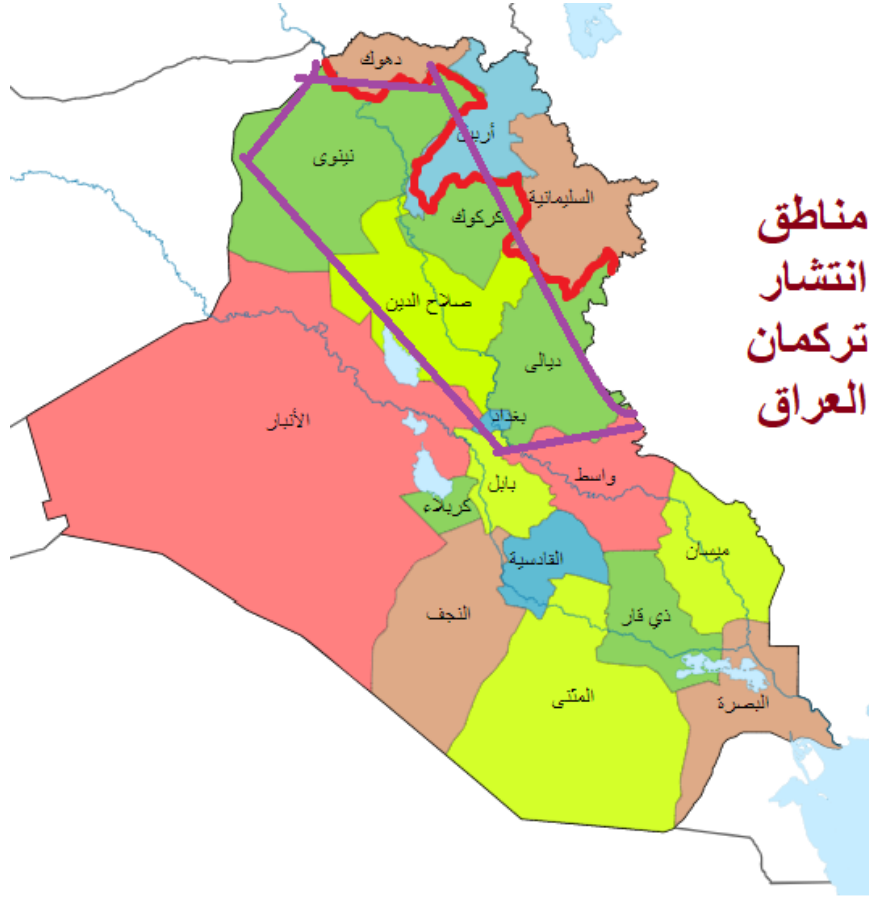 دهوك
أربيل
نينوى
السليمانية
كركوك
مناطق
انتشار
تركمان
العراق
صلاح الدين
ديالى
بغداد
الأنبار
واسط
بابل
كربلاء
ميسان
القادسية
النجف
ذي قار
المثنى
البصرة